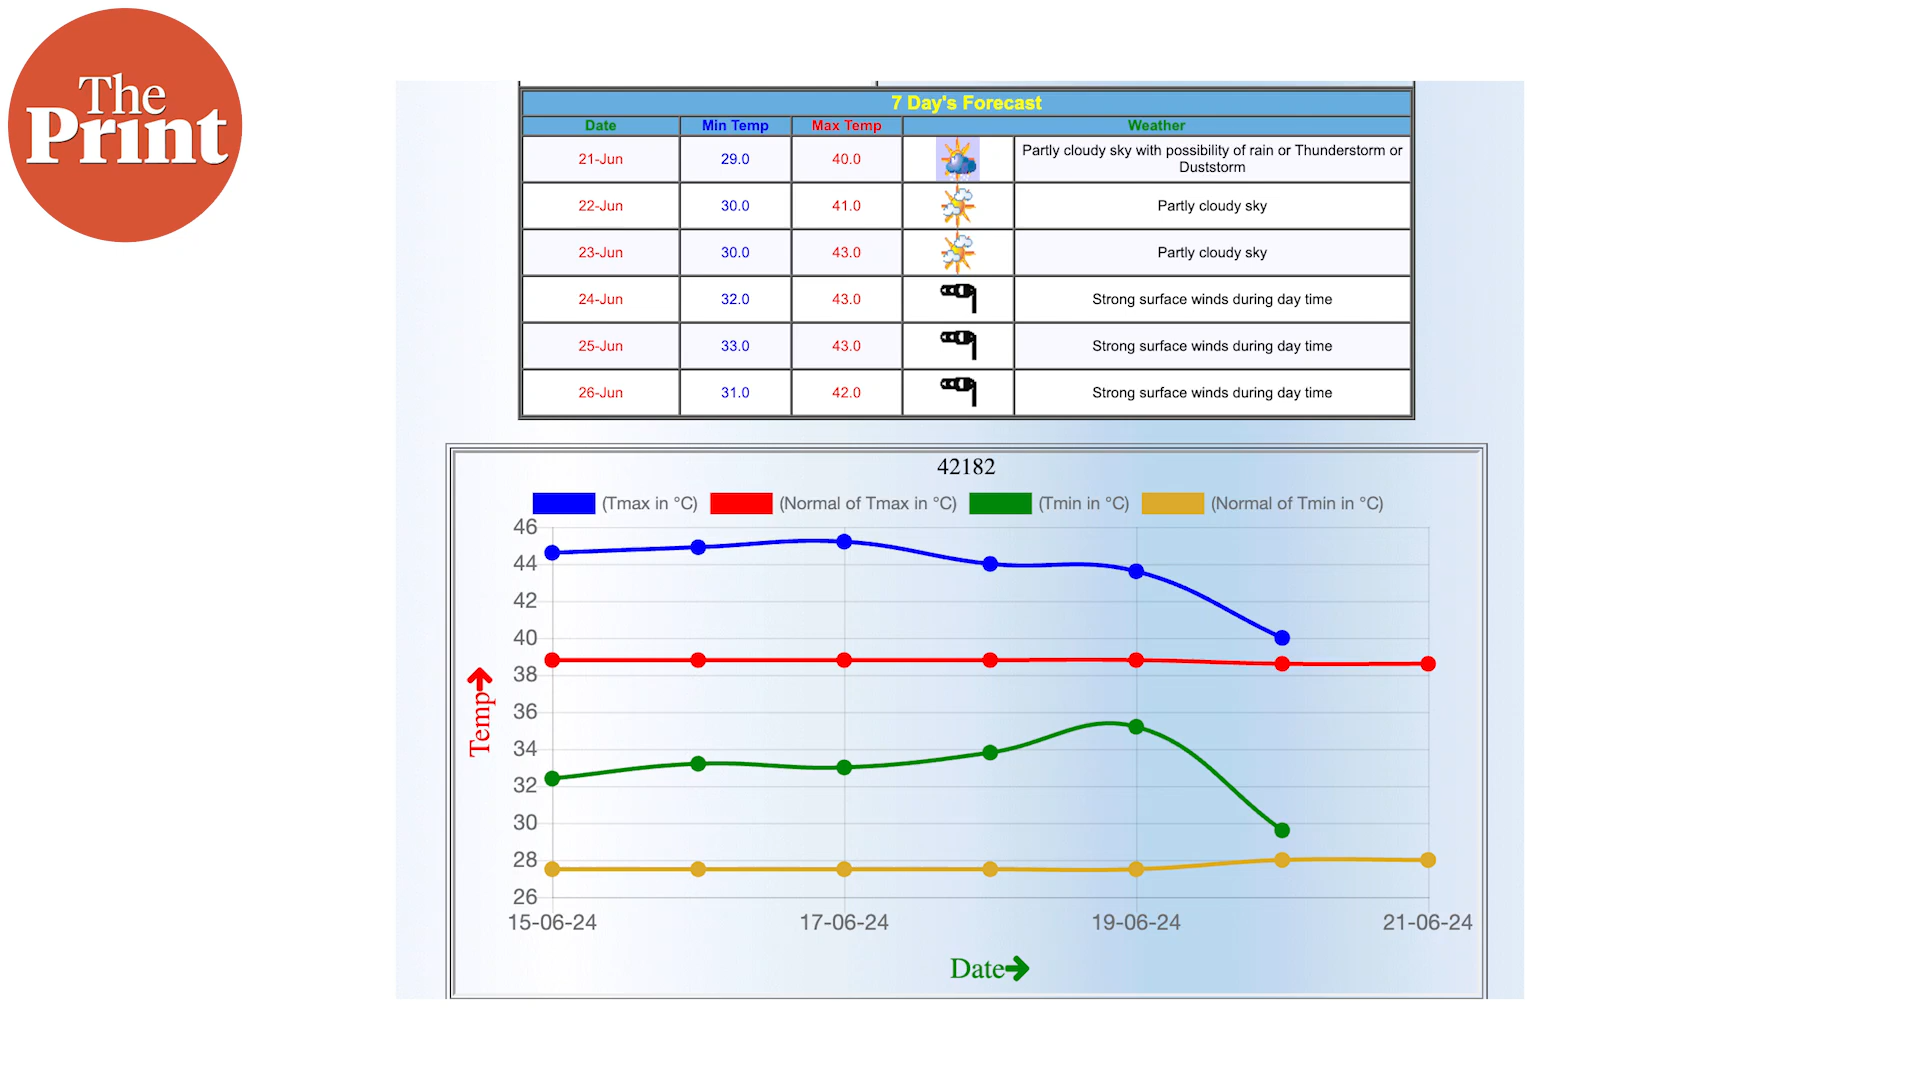 The
Print
7 Day's Forecast
Date Min Temp Max Temp Weather
21-Jun 29.0 40.0 Partly cloudy sky with possibility of rain or Thunderstorm or
Duststorm
22-Jun 30.0 41.0 Partly cloudy sky
23-Jun 30.0 43.0 Partly cloudy sky
24-Jun 32.0 43.0 Strong surface winds during day time
25-Jun 33.0 43.0 Strong surface winds during day time
26-Jun 31.0 42.0 Strong surface winds during day time
42182
(Tmax in °C) (Normal of Tmax in °C) (Tmin in °C) (Normal of Tmin in °C)
46
44
42
40
38
36
34
32
30
28
26
Temp
15-06-24 17-06-24 19-06-24 21-06-24
Date